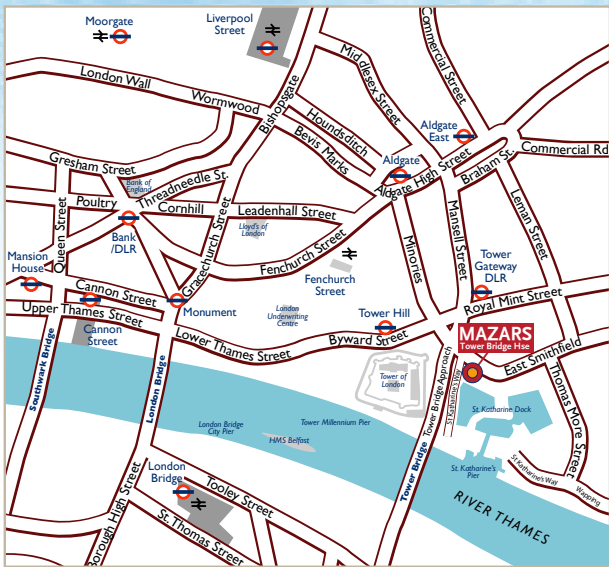 Moorgate
Liverpool
Street
Commercial Street
Middlesex Street
London Wall
Wormwood
Bishopsgate
Houndsditch
Bevis Marks
Aldgate
East
Commercial Rd
Aldgate
Aldgate High Street
Braham St.
Gresham Street
Bank of
England
Threadneedle St.
Poultry
Cornhill
Leadenhall Street
Lloyd's of
London
Queen Street
Bank
/DLR
Gracechurch Street
Fenchurch Street
Fenchurch
Street
Minories
Mansell Street
Leman Street
Tower
Gateway
DLR
Mansion
House
Cannon Street
Upper Thames Street
Cannon
Street
Monument
London
Underwriting
Centre
Tower Hill
Royal Mint Street
Lower Thames Street
Byward Street
MAZARS
Tower Bridge Hse
East Smithfield
Southwark Bridge
London Bridge
Tower of
London
Tower Bridge Approach
St.Katharine's Way
St. Katharine Dock
Thomas More Street
London Bridge
City Pier
Tower Millennium Pier
HMS Belfast
Tower Bridge
St.Katharine's
Pier
St.Katharine's Way
Wapping
RIVER THAMES
London
Bridge
Tooley Street
St. Thomas Street
Borough High Street